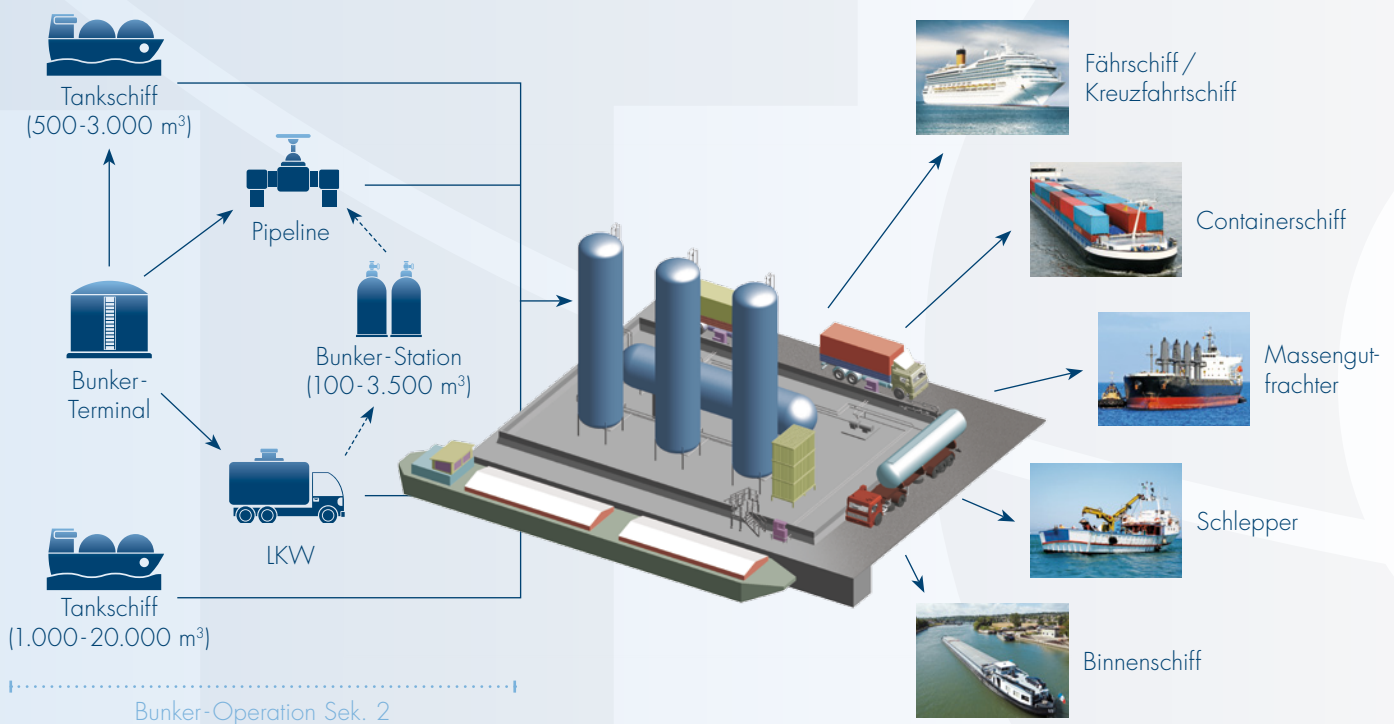 Tankschiff
(500-3.000 m³)
Pipeline
Bunker-
Terminal
Bunker-Station
(100-3.500 m³)
LKW
Tankschiff
(1.000-20.000 m³)
Bunker-Operation Sek. 2
Fährschiff/
Kreuzfahrtschiff
Containerschiff
Massengut-
frachter
Schlepper
Binnenschiff